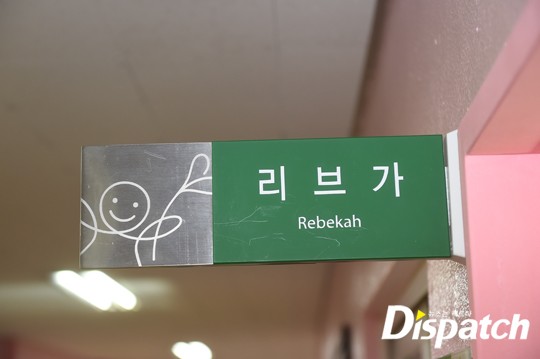 리브가
Rebekah
Dispatch